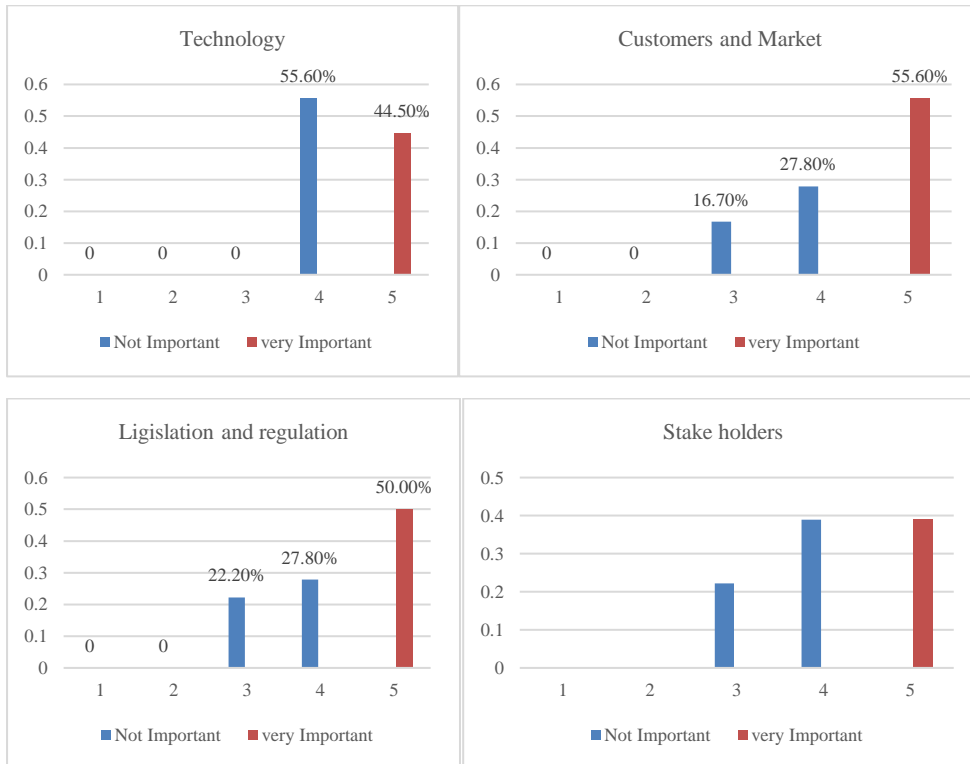 Technology
55.60%
0.6
44.50%
0.5
0.4
0.3
0.2
0.1
0 0 0
0
1 2 3 4 5
Not Important very Important
Customers and Market
55.60%
0.6
0.5
0.4
27.80%
0.3
16.70%
0.2
0.1
0 0
0
1 2 3 4 5
Not Important very Important
Ligislation and regulation
0.6
50.00%
0.5
0.4
0.3
22.20% 27.80%
0.2
0.1
0 0
0
1 2 3 4 5
Not Important very Important
Stake holders
0.5
0.4
0.3
0.2
0.1
0
1 2 3 4 5
Not Important very Important